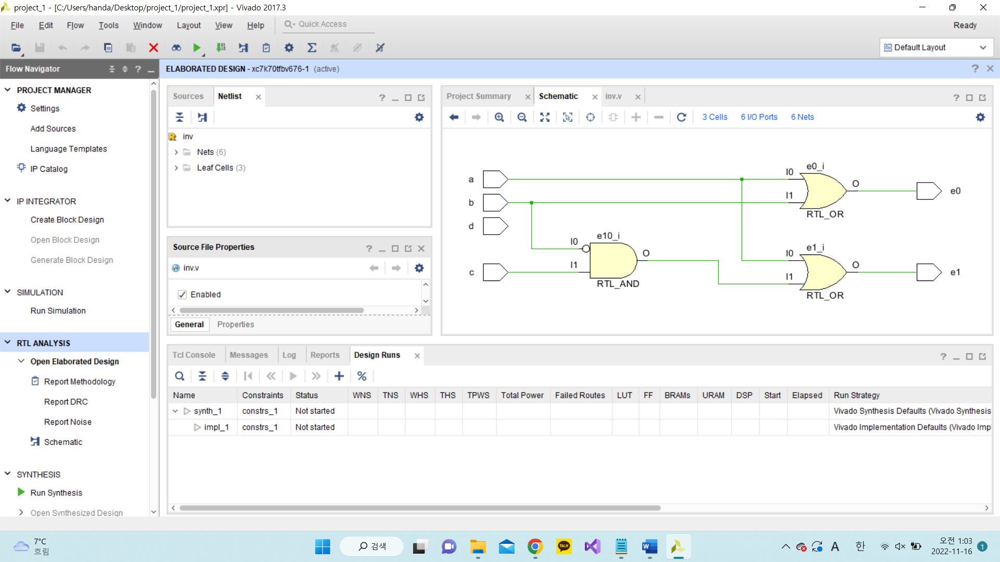 project_1 - [C:/Users/handa/Desktop/project_1/project_1.xpr] - Vivado 2017.3
File Edit Flow Tools Window Layout View Help Quick Access Ready
Default Layout
Flow Navigator
PROJECT MANAGER
Settings
Add Sources
Language Templates
IP Catalog
IP INTEGRATOR
Create Block Design
Open Block Design
Generate Block Design
SIMULATION
Run Simulation
RTL ANALYSIS
Open Elaborated Design
Report Methodology
Report DRC
Report Noise
Schematic
SYNTHESIS
Run Synthesis
Open Synthesized Design
ELABORATED DESIGN - xc7k70tfbv676-1 (active)
Sources Netlist
inv
Nets (6)
Leaf Cells (3)
Source File Properties
inv.v
Enabled
General Properties
Project Summary Schematic inv.v
3 Cells 6 I/O Ports 6 Nets
a
b
d
c
e10_i
I0
I1
O
RTL_AND
e0_i
I0
I1
O
RTL_OR
e0
e1_i
I0
I1
O
RTL_OR
e1
Tcl Console Messages Log Reports Design Runs
Name Constraints Status WNS TNS WHS THS TPWS Total Power Failed Routes LUT FF BRAMs URAM DSP Start Elapsed Run Strategy
synth_1 constrs_1 Not started Vivado Synthesis Defaults (Vivado Synthesis
impl_1 constrs_1 Not started Vivado Implementation Defaults (Vivado Imp
7°C
흐림
검색
TALK
A 한
오전 1:03
2022-11-16
1